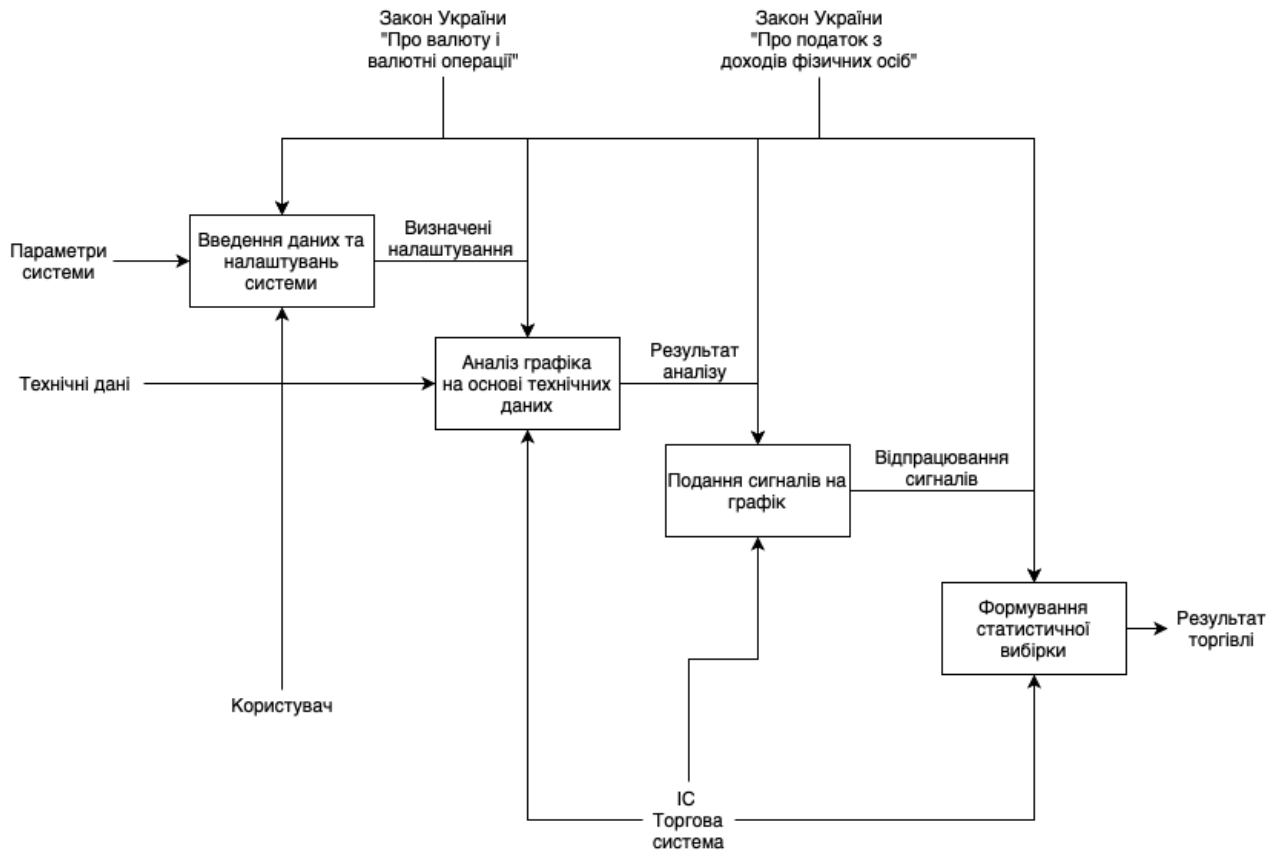 Закон України
"Про валюту і
валютні операції"
Закон України
"Про податок з
доходів фізичних осіб"
Параметри
системи
Введення даних та
налаштувань
системи
Визначені
налаштування
Технічні дані
Аналіз графіка
на основі технічних
даних
Результат
аналізу
Подання сигналів на
графік
Відпрацювання
сигналів
Формування
статистичної
вибірки
Результат
торгівлі
Користувач
ІС
Торгова
система